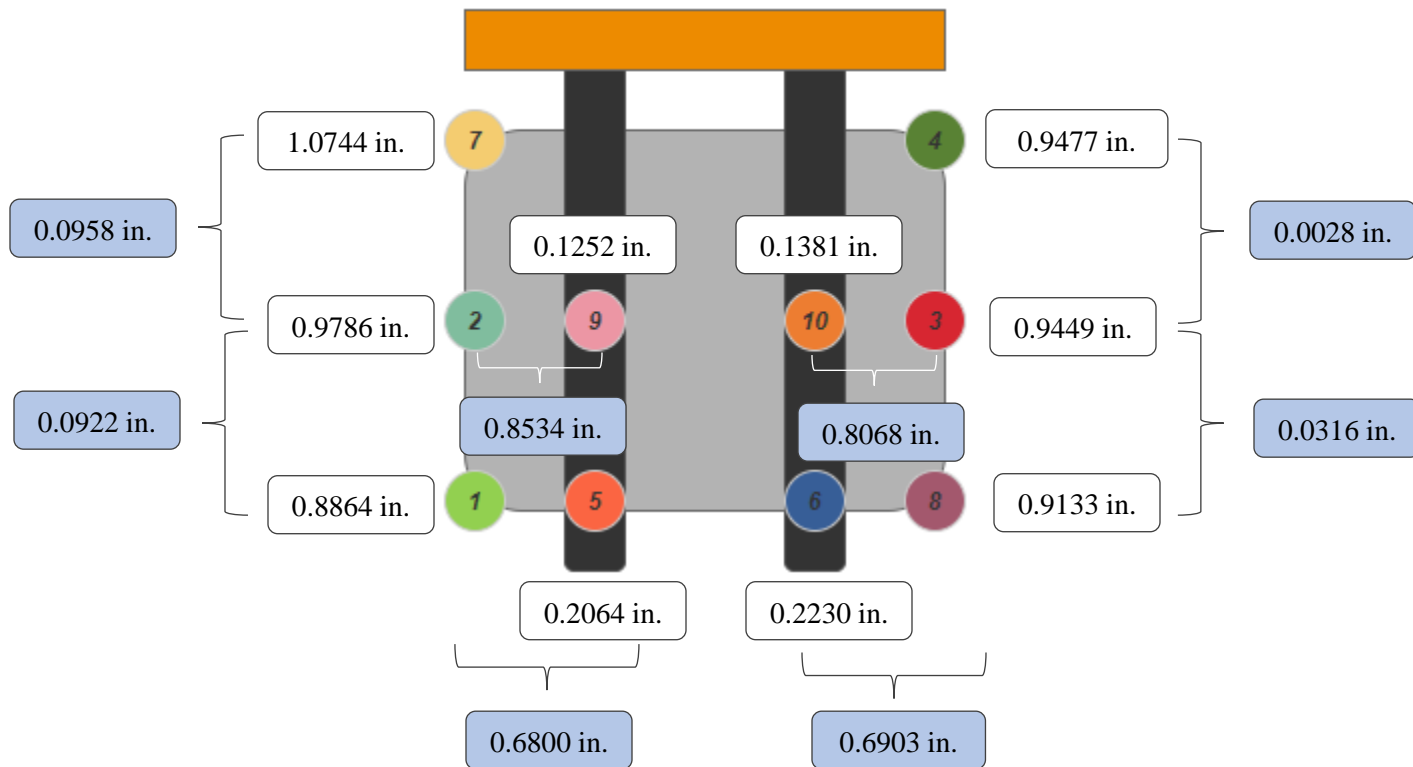 1.0744 in.
7
4
0.9477 in.
0.0958 in.
0.0028 in.
0.1252 in.
0.1381 in.
0.9786 in.
2
9
10
3
0.9449 in.
0.0922 in.
0.8534 in.
0.8068 in.
0.0316 in.
0.8864 in.
1
5
6
8
0.9133 in.
0.2064 in.
0.2230 in.
0.6800 in.
0.6903 in.